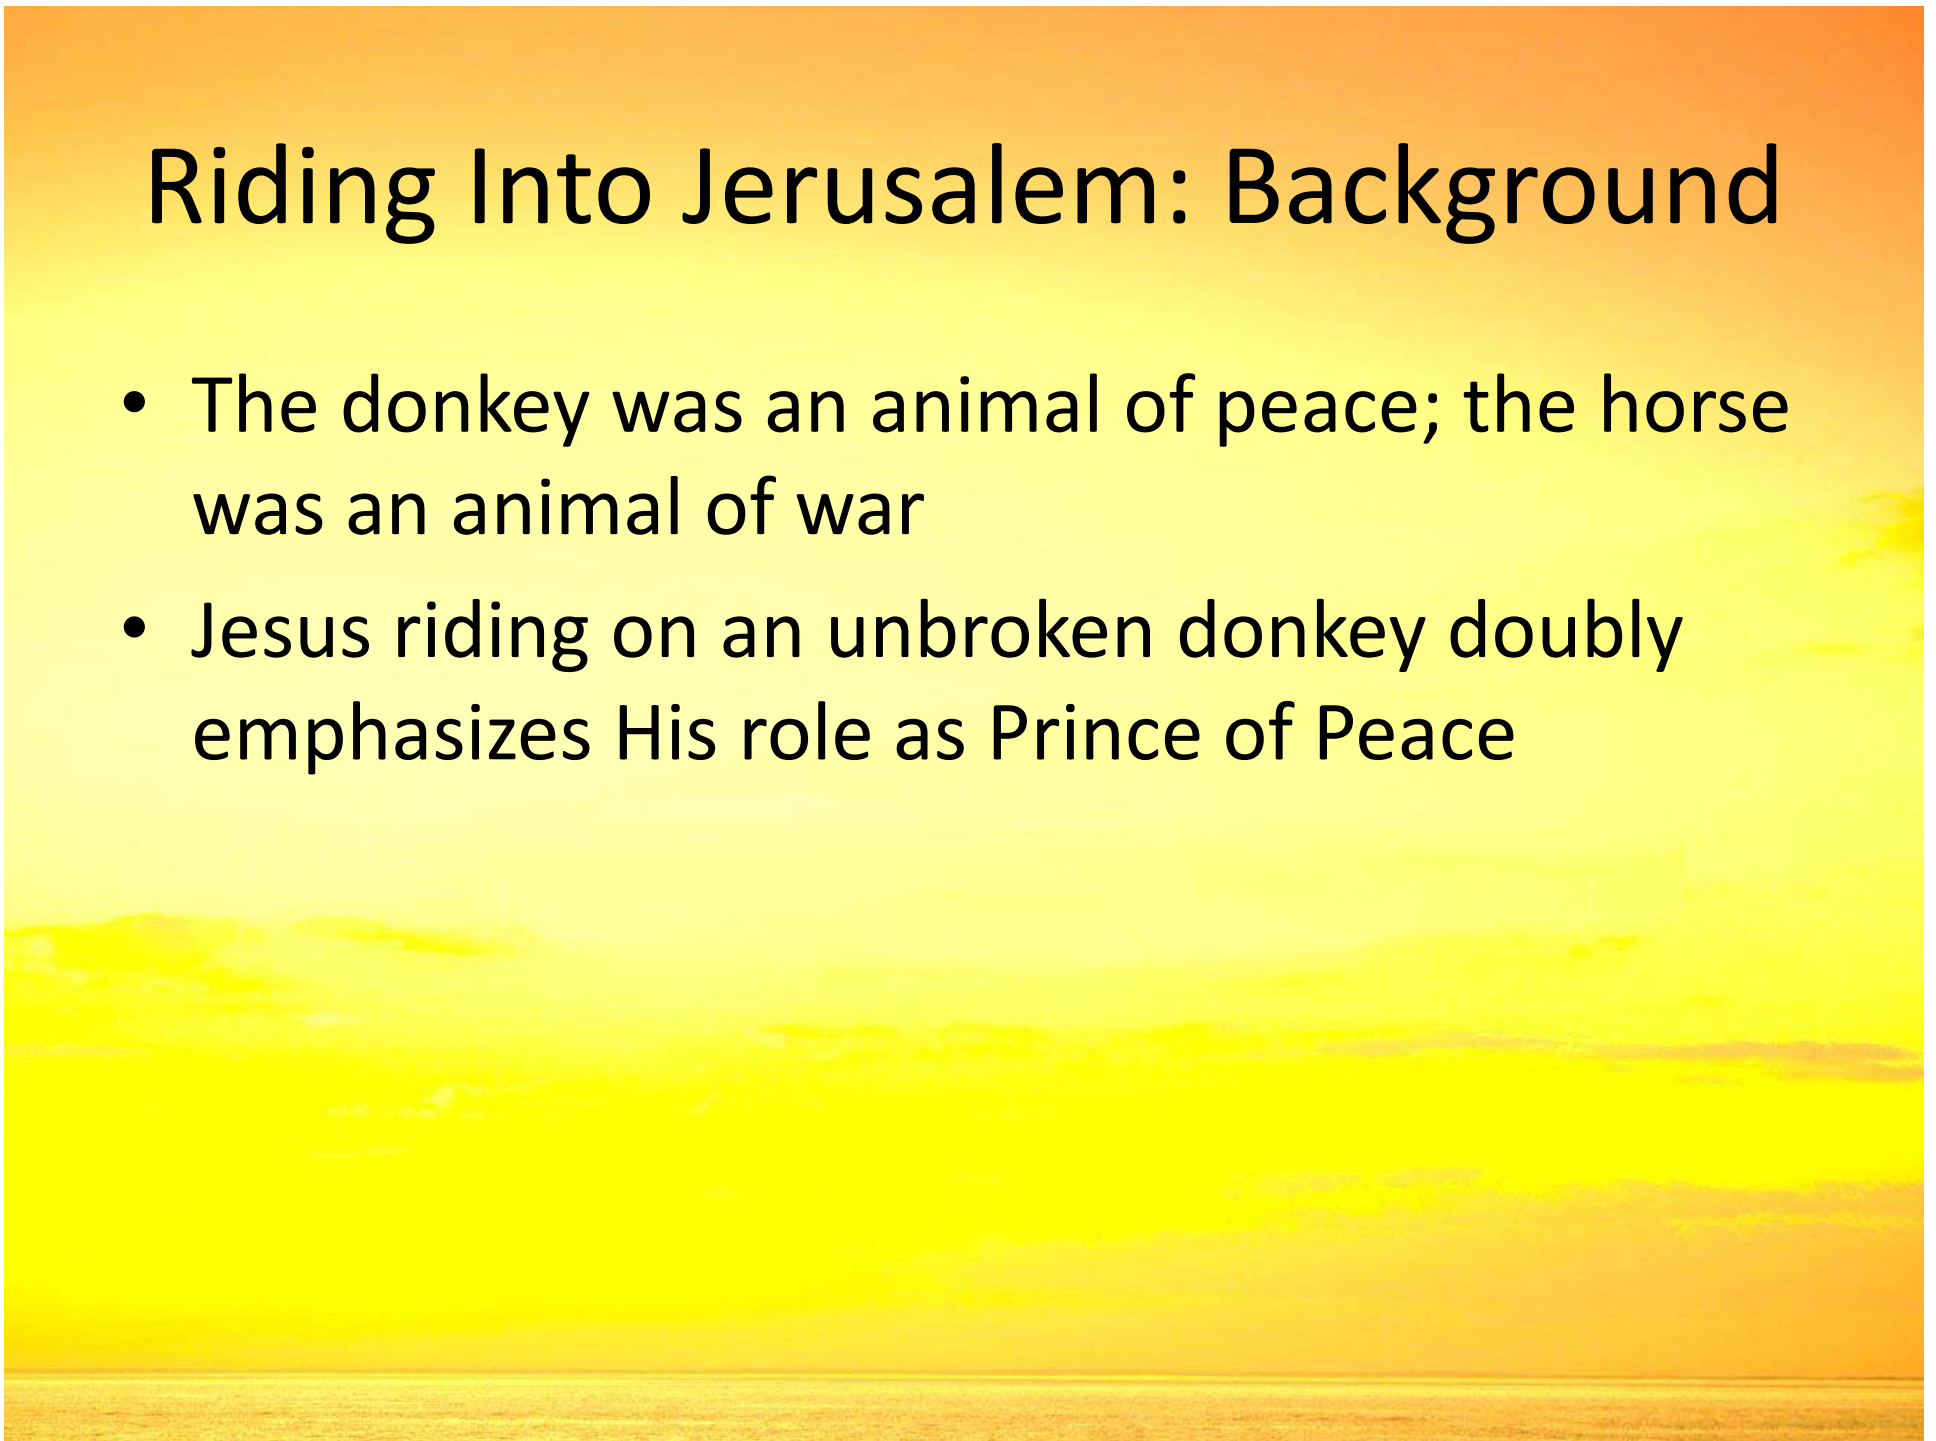 Riding Into Jerusalem: Background
• The donkey was an animal of peace; the horse
was an animal of war
• Jesus riding on an unbroken donkey doubly
emphasizes His role as Prince of Peace